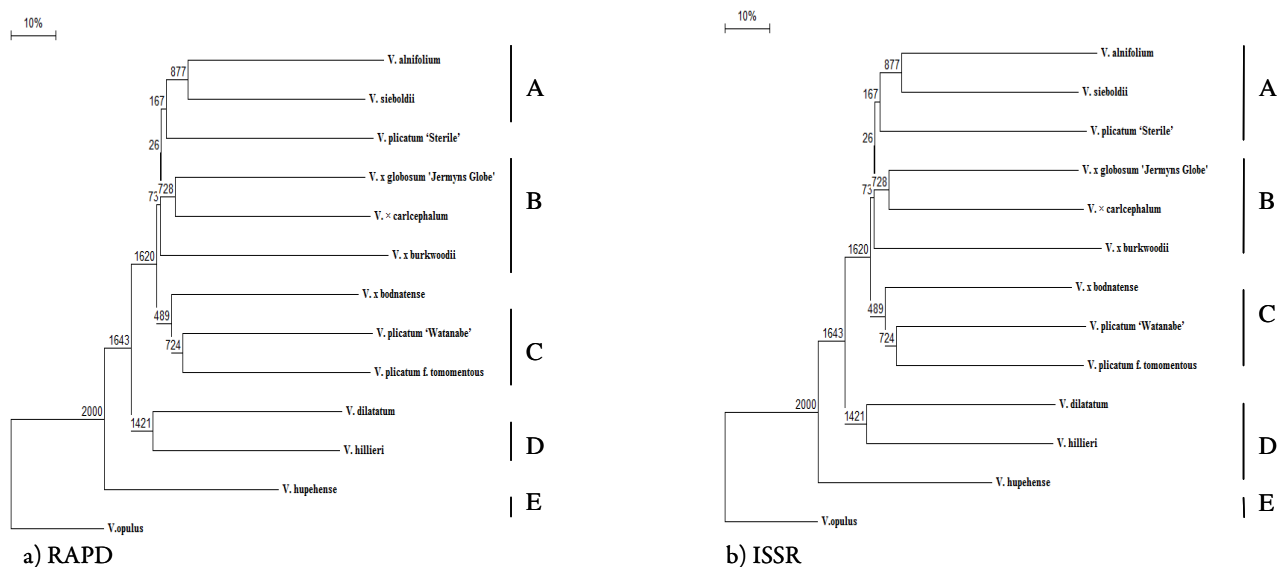 10%
877
V. alnifolium
167
V. sieboldii
A
26
V. plicatum ‘Sterile’
73
728
V. x globosum 'Jermyns Globe'
V. × carlcephalum
B
1620
V. x burkwoodii
489
V. x bodnatense
1643
724
V. plicatum ‘Watanabe’
C
V. plicatum f. tomomentous
2000
1421
V. dilatatum
V. hillieri
D
V. hupehense
E
V.opulus
a) RAPD
10%
877
V. alnifolium
167
V. sieboldii
A
26
V. plicatum ‘Sterile’
73
728
V. x globosum 'Jermyns Globe'
V. × carlcephalum
B
1620
V. x burkwoodii
489
V. x bodnatense
1643
724
V. plicatum ‘Watanabe’
C
V. plicatum f. tomomentous
2000
1421
V. dilatatum
V. hillieri
D
V. hupehense
E
V.opulus
b) ISSR